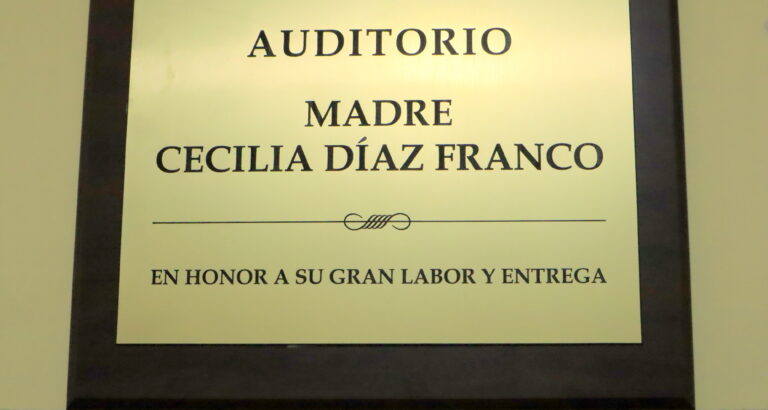 AUDITORIO
MADRE
CECILIA DÍAZ FRANCO
EN HONOR A SU GRAN LABOR Y ENTREGA